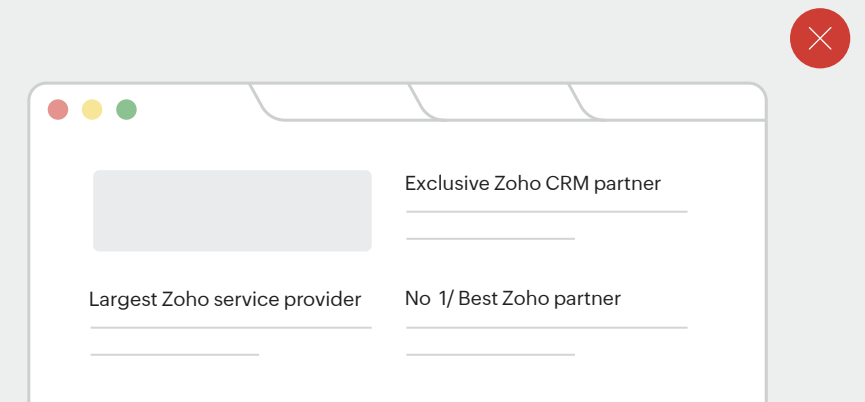 Exclusive Zoho CRM partner
Largest Zoho service provider
No 1/ Best Zoho partner